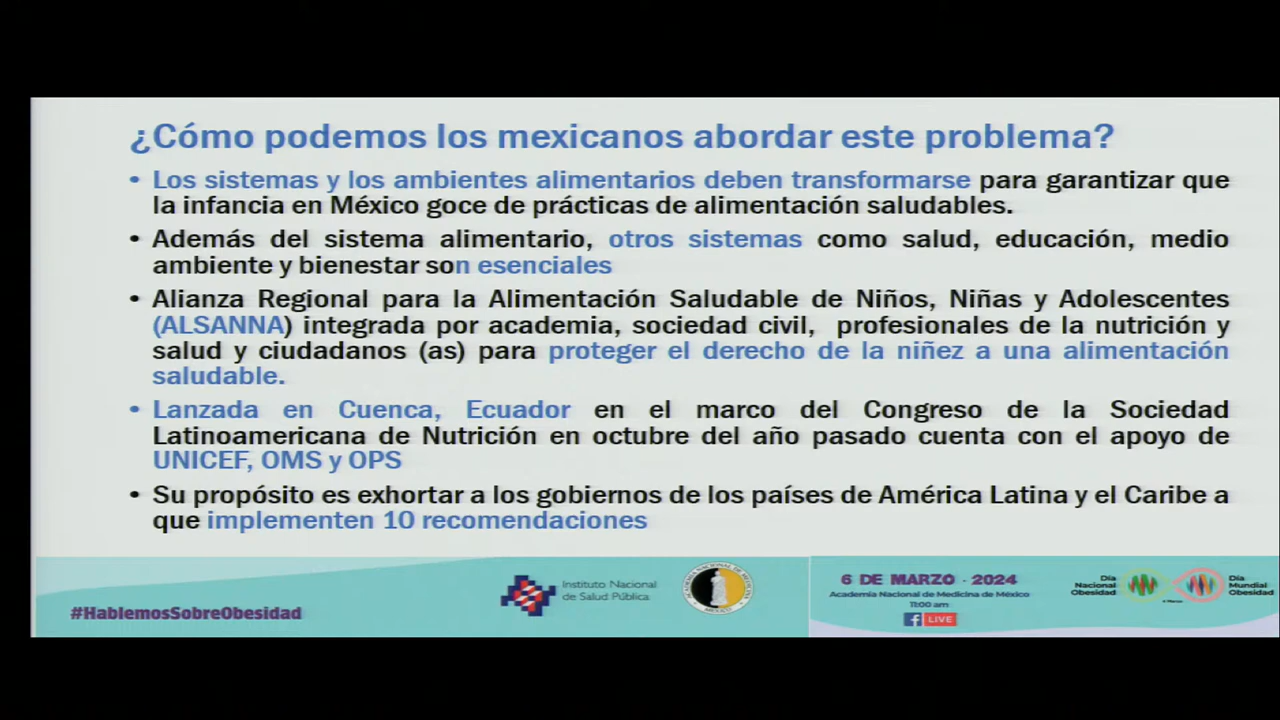 ¿Cómo podemos los mexicanos abordar este problema?
• Los sistemas y los ambientes alimentarios deben transformarse para garantizar que
la infancia en México goce de prácticas de alimentación saludables.
• Además del sistema alimentario, otros sistemas como salud, educación, medio
ambiente y bienestar son esenciales
• Alianza Regional para la Alimentación Saludable de Niños, Niñas y Adolescentes
(ALSANNA) integrada por academia, sociedad civil, profesionales de la nutrición y
salud y ciudadanos (as) para proteger el derecho de la niñez a una alimentación
saludable.
• Lanzada en Cuenca, Ecuador en el marco del Congreso de la Sociedad
Latinoamericana de Nutrición en octubre del año pasado cuenta con el apoyo de
UNICEF, OMS y OPS
• Su propósito es exhortar a los gobiernos de los países de América Latina y el Caribe a
que implementen 10 recomendaciones
#HablemosSobreObesidad
Instituto Nacional
de Salud Pública
ACADEMIA NACIONAL DE MEDICINA
MÉXICO
6 DE MARZO · 2024
Academia Nacional de Medicina de México
11:00 am
LIVE
Día
Nacional
Obesidad
Día
Mundial
Obesidad